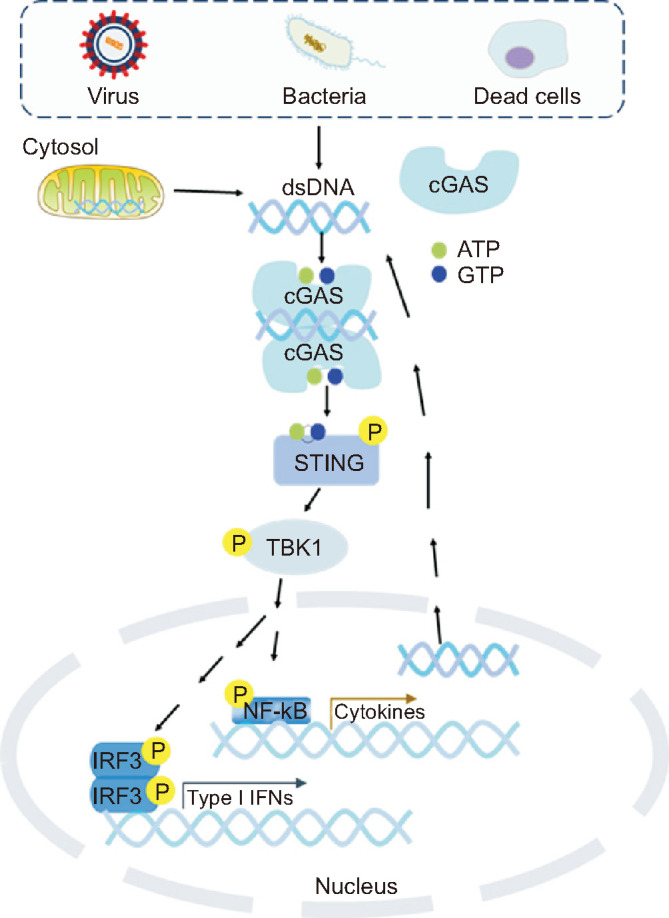 Virus
Bacteria
Dead cells
Cytosol
dsDNA
cGAS
ATP
GTP
cGAS
cGAS
P
STING
P
TBK1
P
NF-kB
Cytokines
IRF3
P
IRF3
P
Type I IFNs
Nucleus